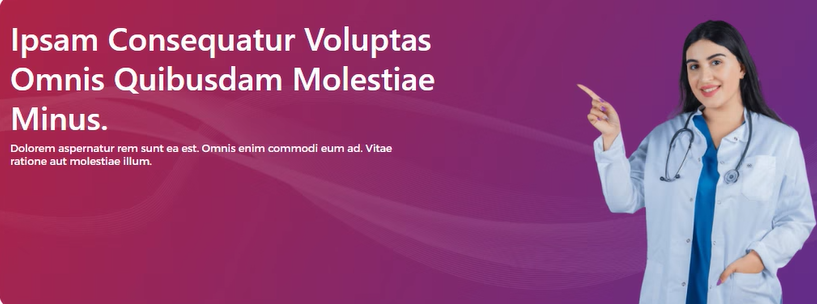 Ipsam Consequatur Voluptas
Omnis Quibusdam Molestiae
Minus.
Dolorem aspernatur rem sunt ea est. Omnis enim commodi eum ad. Vitae
ratione aut molestiae illum.